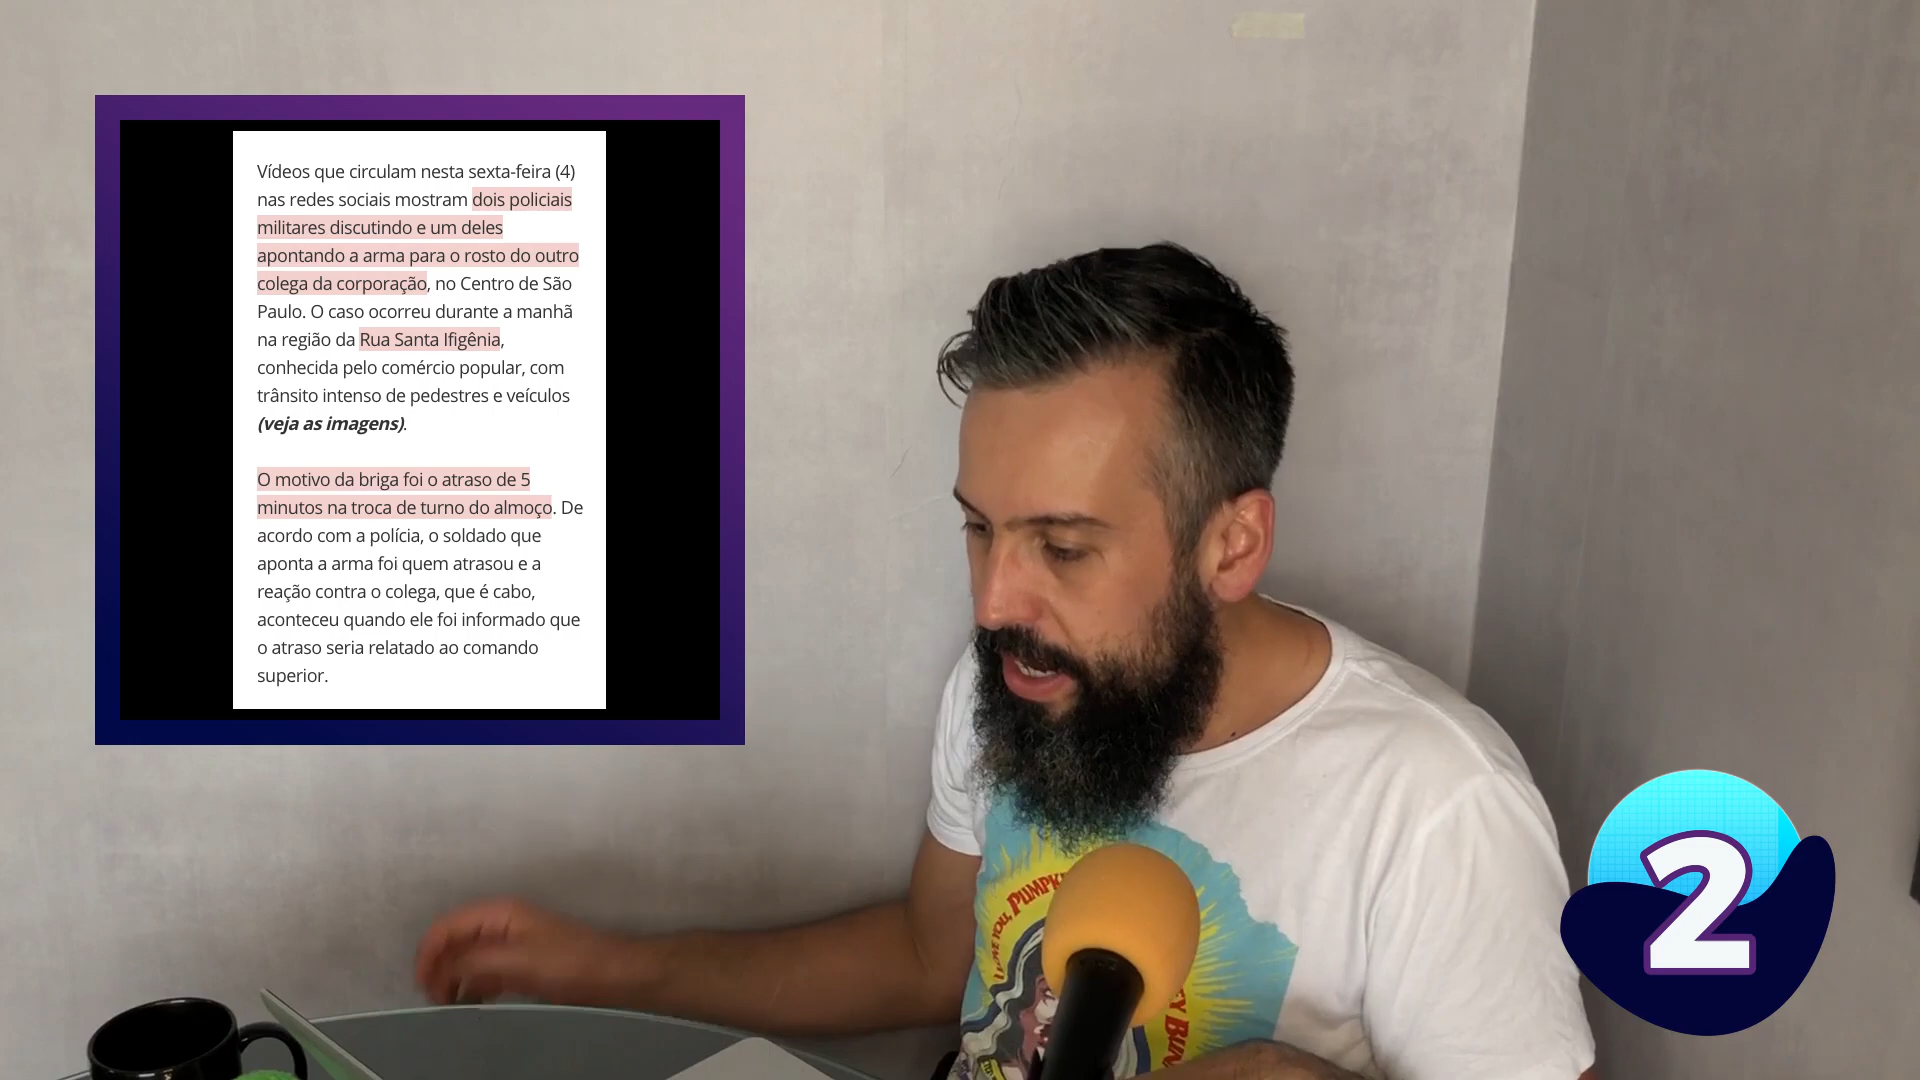 Vídeos que circulam nesta sexta-feira (4)
nas redes sociais mostram dois policiais
militares discutindo e um deles
apontando a arma para o rosto do outro
colega da corporação, no Centro de São
Paulo. O caso ocorreu durante a manhã
na região da Rua Santa Ifigênia,
conhecida pelo comércio popular, com
trânsito intenso de pedestres e veículos
(veja as imagens).
O motivo da briga foi o atraso de 5
minutos na troca de turno do almoço. De
acordo com a polícia, o soldado que
aponta a arma foi quem atrasou e a
reação contra o colega, que é cabo,
aconteceu quando ele foi informado que
o atraso seria relatado ao comando
superior.
2